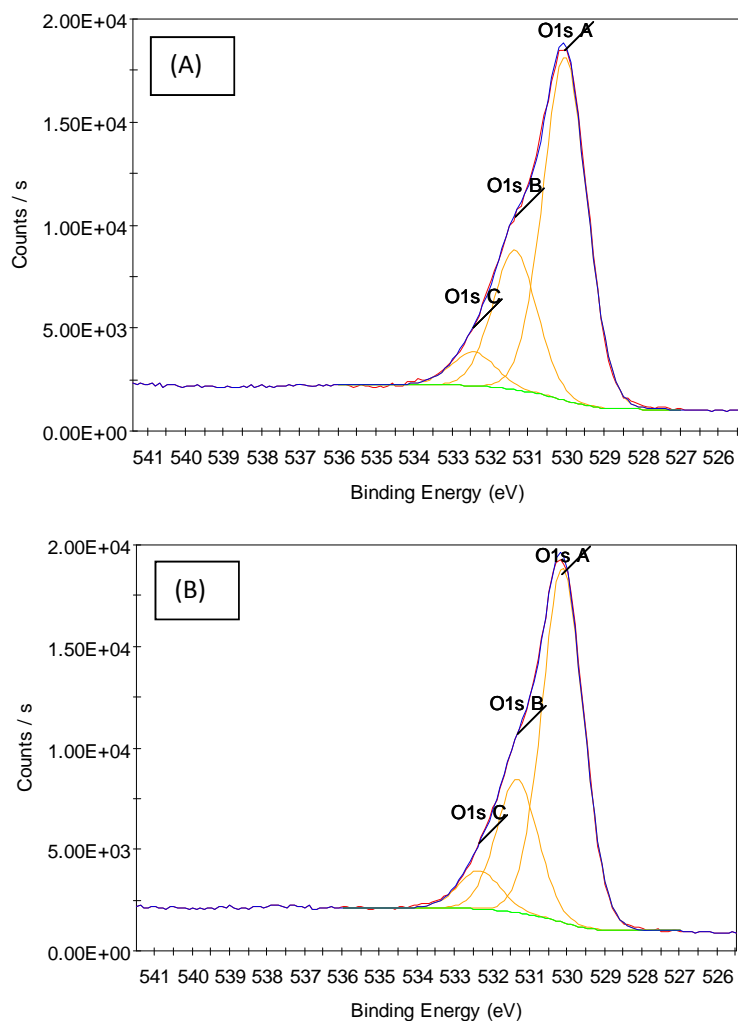 2.00E+04
(A)
O1s A
1.50E+04
O1s B
1.00E+04
O1s C
5.00E+03
0.00E+00
Counts / s
541 540 539 538 537 536 535 534 533 532 531 530 529 528 527 526
Binding Energy (eV)
2.00E+04
(B)
O1s A
1.50E+04
O1s B
1.00E+04
O1s C
5.00E+03
0.00E+00
Counts / s
541 540 539 538 537 536 535 534 533 532 531 530 529 528 527 526
Binding Energy (eV)